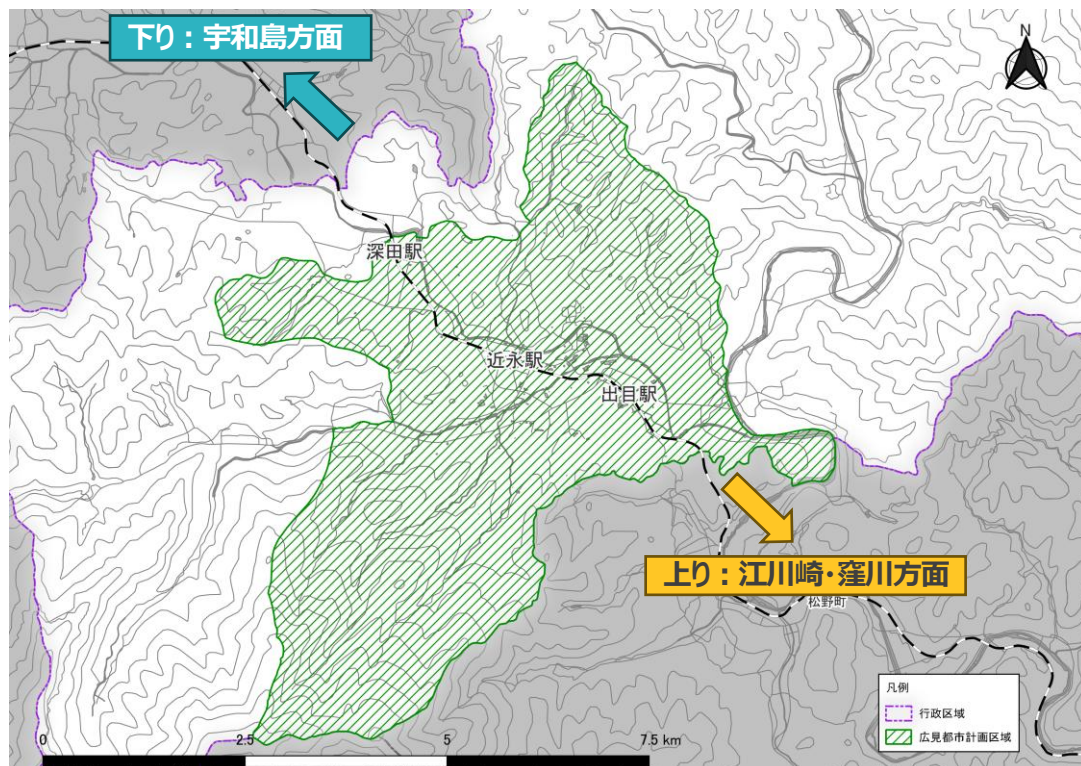 下り：宇和島方面
N
深田駅
近永駅
出目駅
上り：江川崎・窪川方面
松野町
凡例
行政区域
広見都市計画区域
0 2.5 5 7.5 km